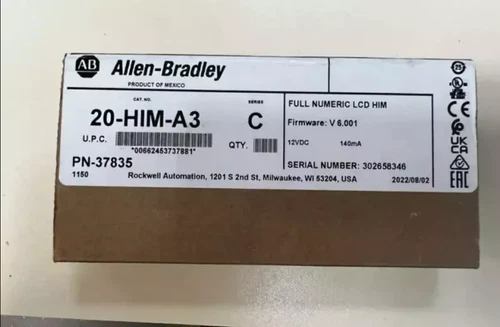 AB Allen-Bradley
PRODUCT OF MEXICO
CAT. NO.
SERIES
20-HIM-A3
C
U.P.C.
*00662453737881*
QTY.
PN-37835
1150
Rockwell Automation, 1201 S 2nd St, Milwaukee, WI 53204, USA
FULL NUMERIC LCD HIM
Firmware: V 6.001
12VDC 140mA
SERIAL NUMBER: 302658346
2022/08/02
25
UL
CE
UK
CA
EAC